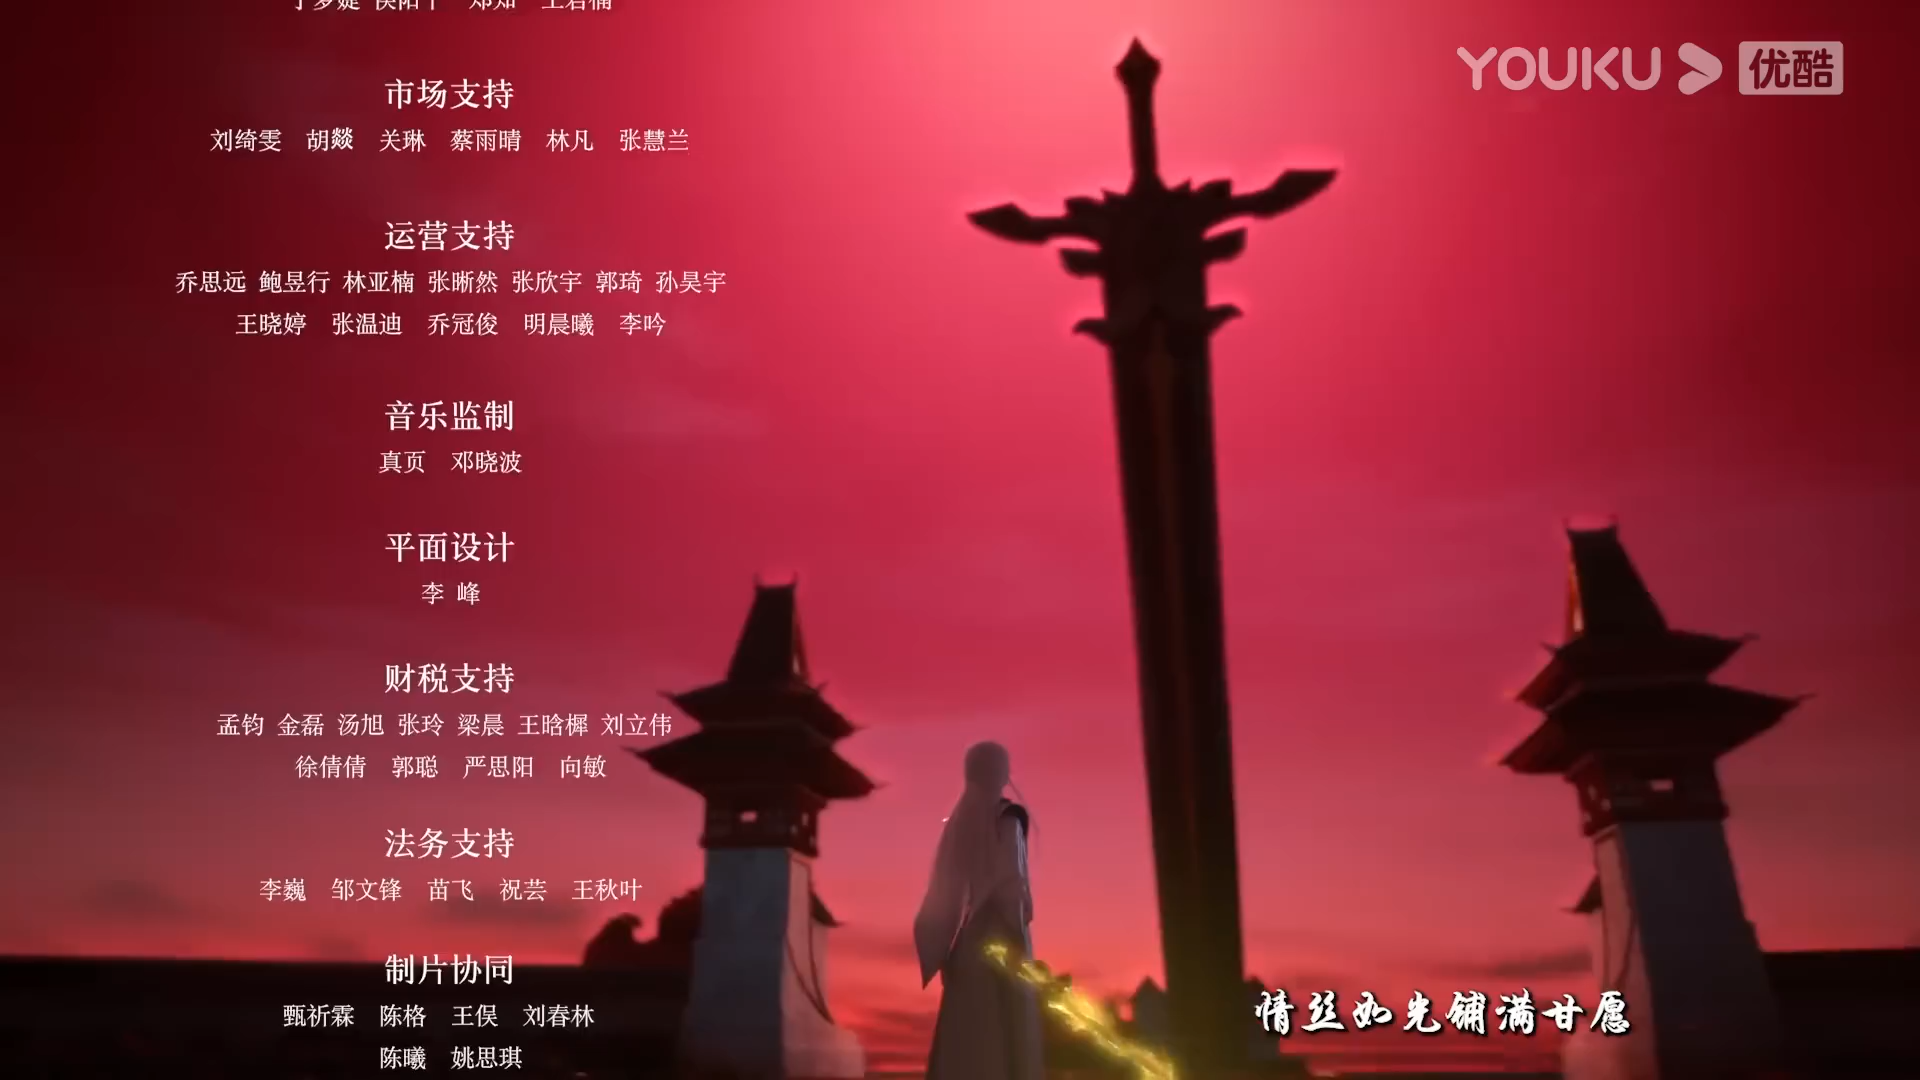 YOUKU 优酷
市场支持
刘绮雯 胡燚 关琳 蔡雨晴 林凡 张慧兰
运营支持
乔思远 鲍昱行 林亚楠 张晰然 张欣宇 郭琦 孙昊宇
王晓婷 张温迪 乔冠俊 明晨曦 李吟
音乐监制
真页 邓晓波
平面设计
李 峰
财税支持
孟钧 金磊 汤旭 张玲 梁晨 王晗樨 刘立伟
徐倩倩 郭聪 严思阳 向敏
法务支持
李巍 邹文锋 苗飞 祝芸 王秋叶
制片协同
甄祈霖 陈格 王俣 刘春林
陈曦 姚思琪
情丝如光铺满甘愿